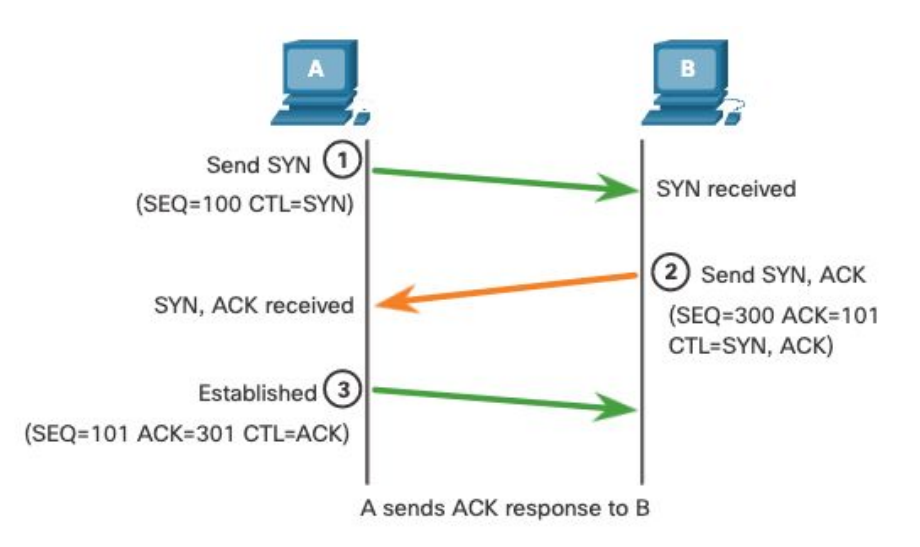 A
B
Send SYN 1
(SEQ=100 CTL=SYN)
SYN received
2 Send SYN, ACK
(SEQ=300 ACK=101
CTL=SYN, ACK)
SYN, ACK received
Established 3
(SEQ=101 ACK=301 CTL=ACK)
A sends ACK response to B